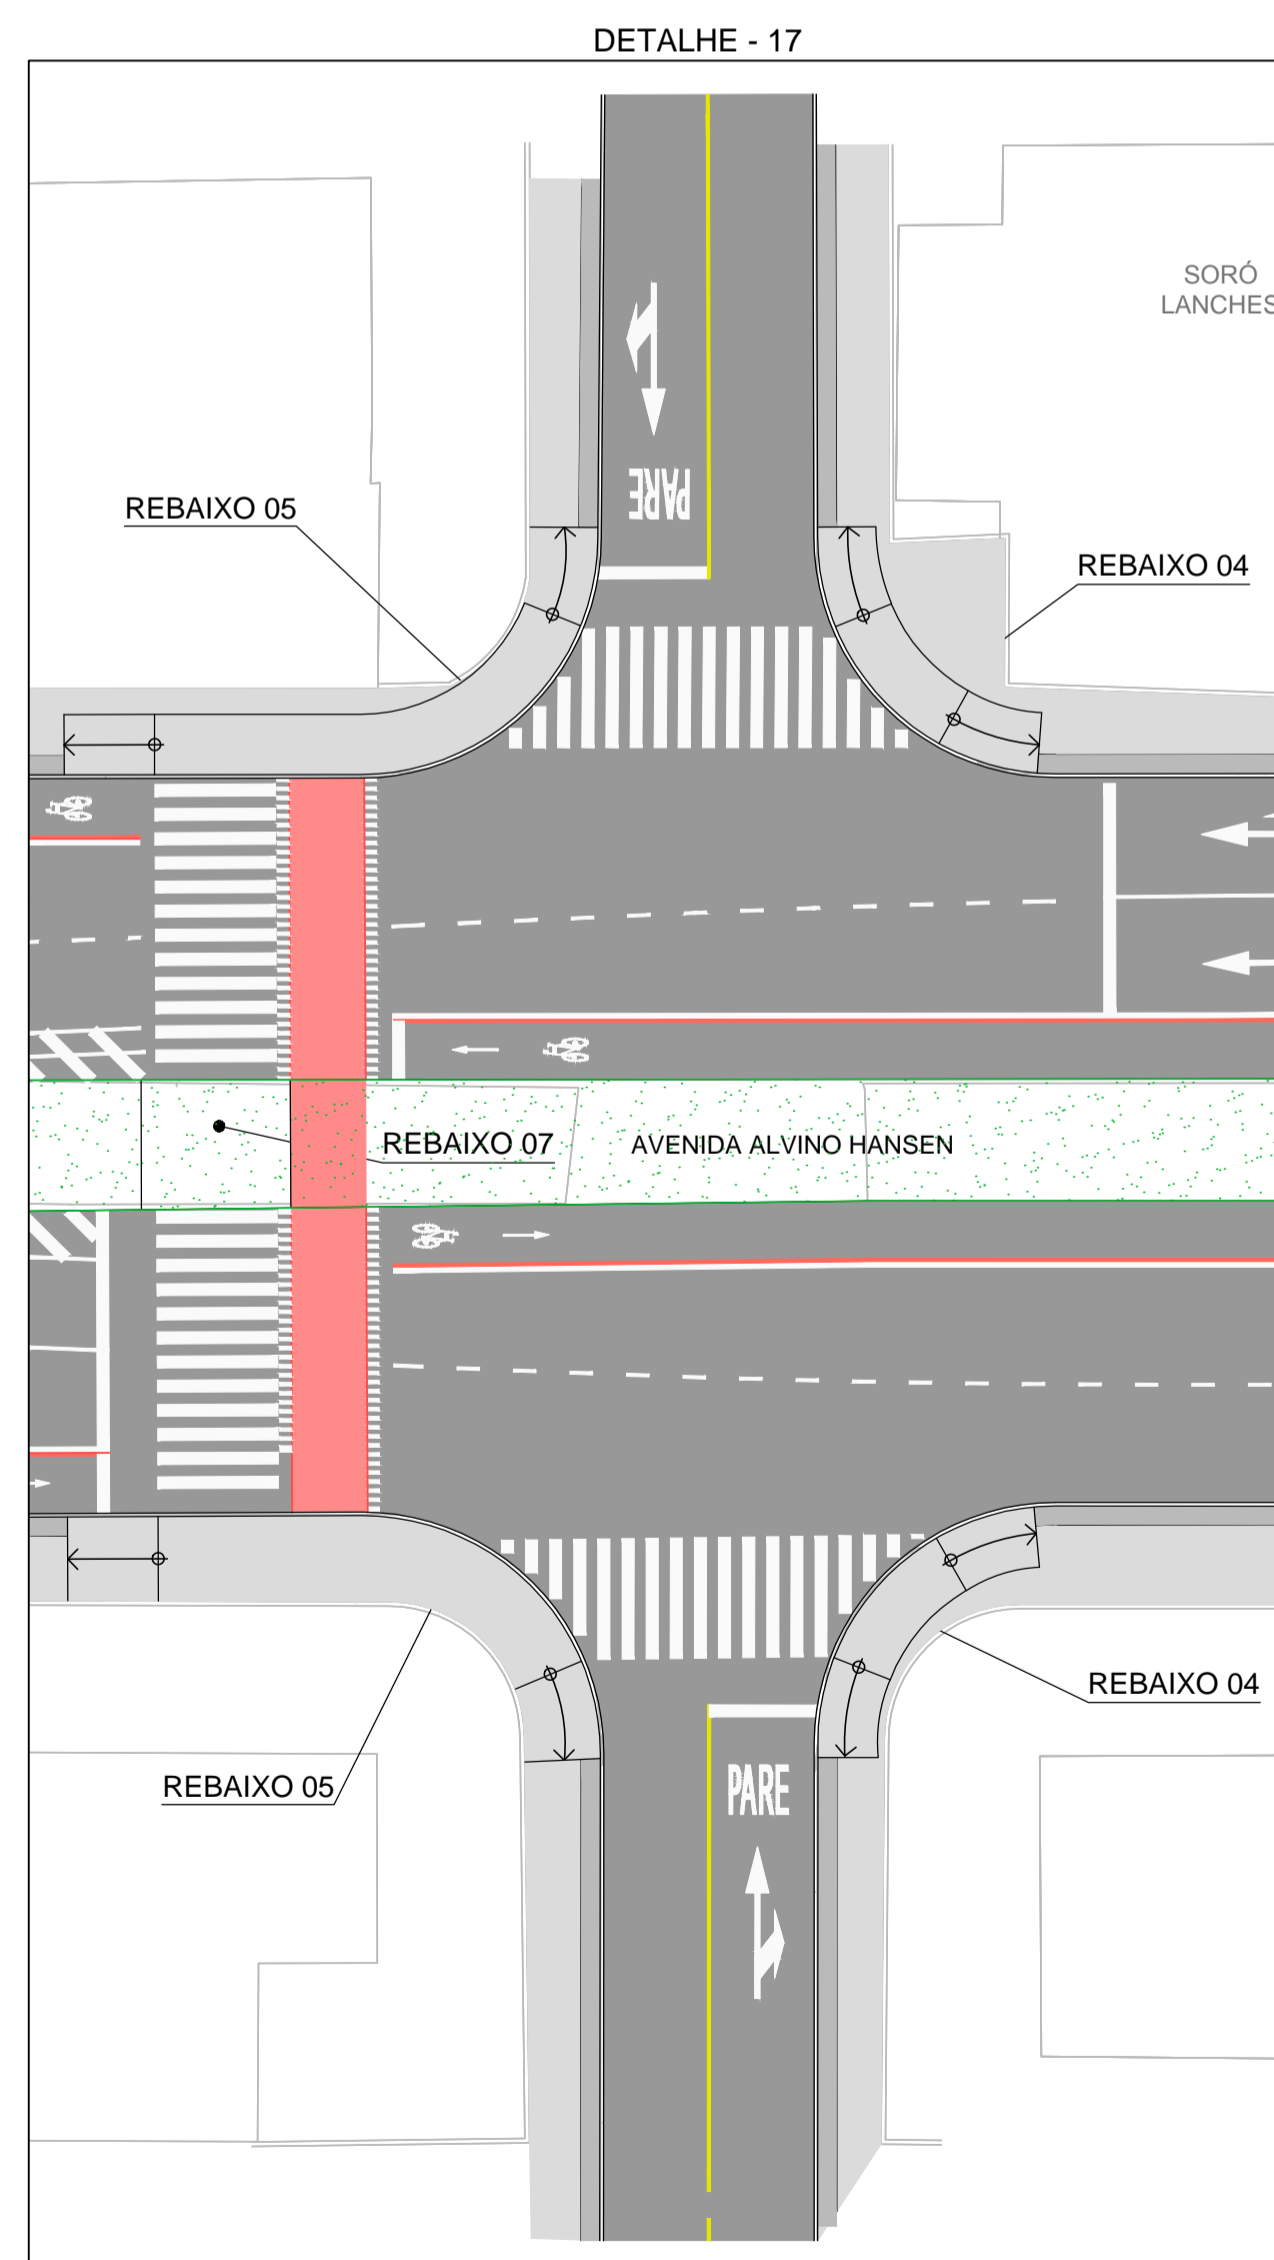 DETALHE - 17
SORÓ
LANCHES
PARE
REBAIXO 05
REBAIXO 04
REBAIXO 07
AVENIDA ALVINO HANSEN
REBAIXO 04
PARE
REBAIXO 05